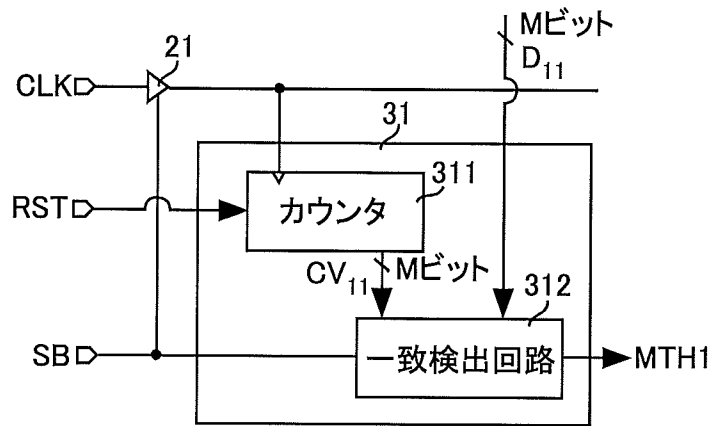 Mビット
D11
21
CLK
31
311
RST
カウンタ
CV11
Mビット
312
SB
一致検出回路
MTH1